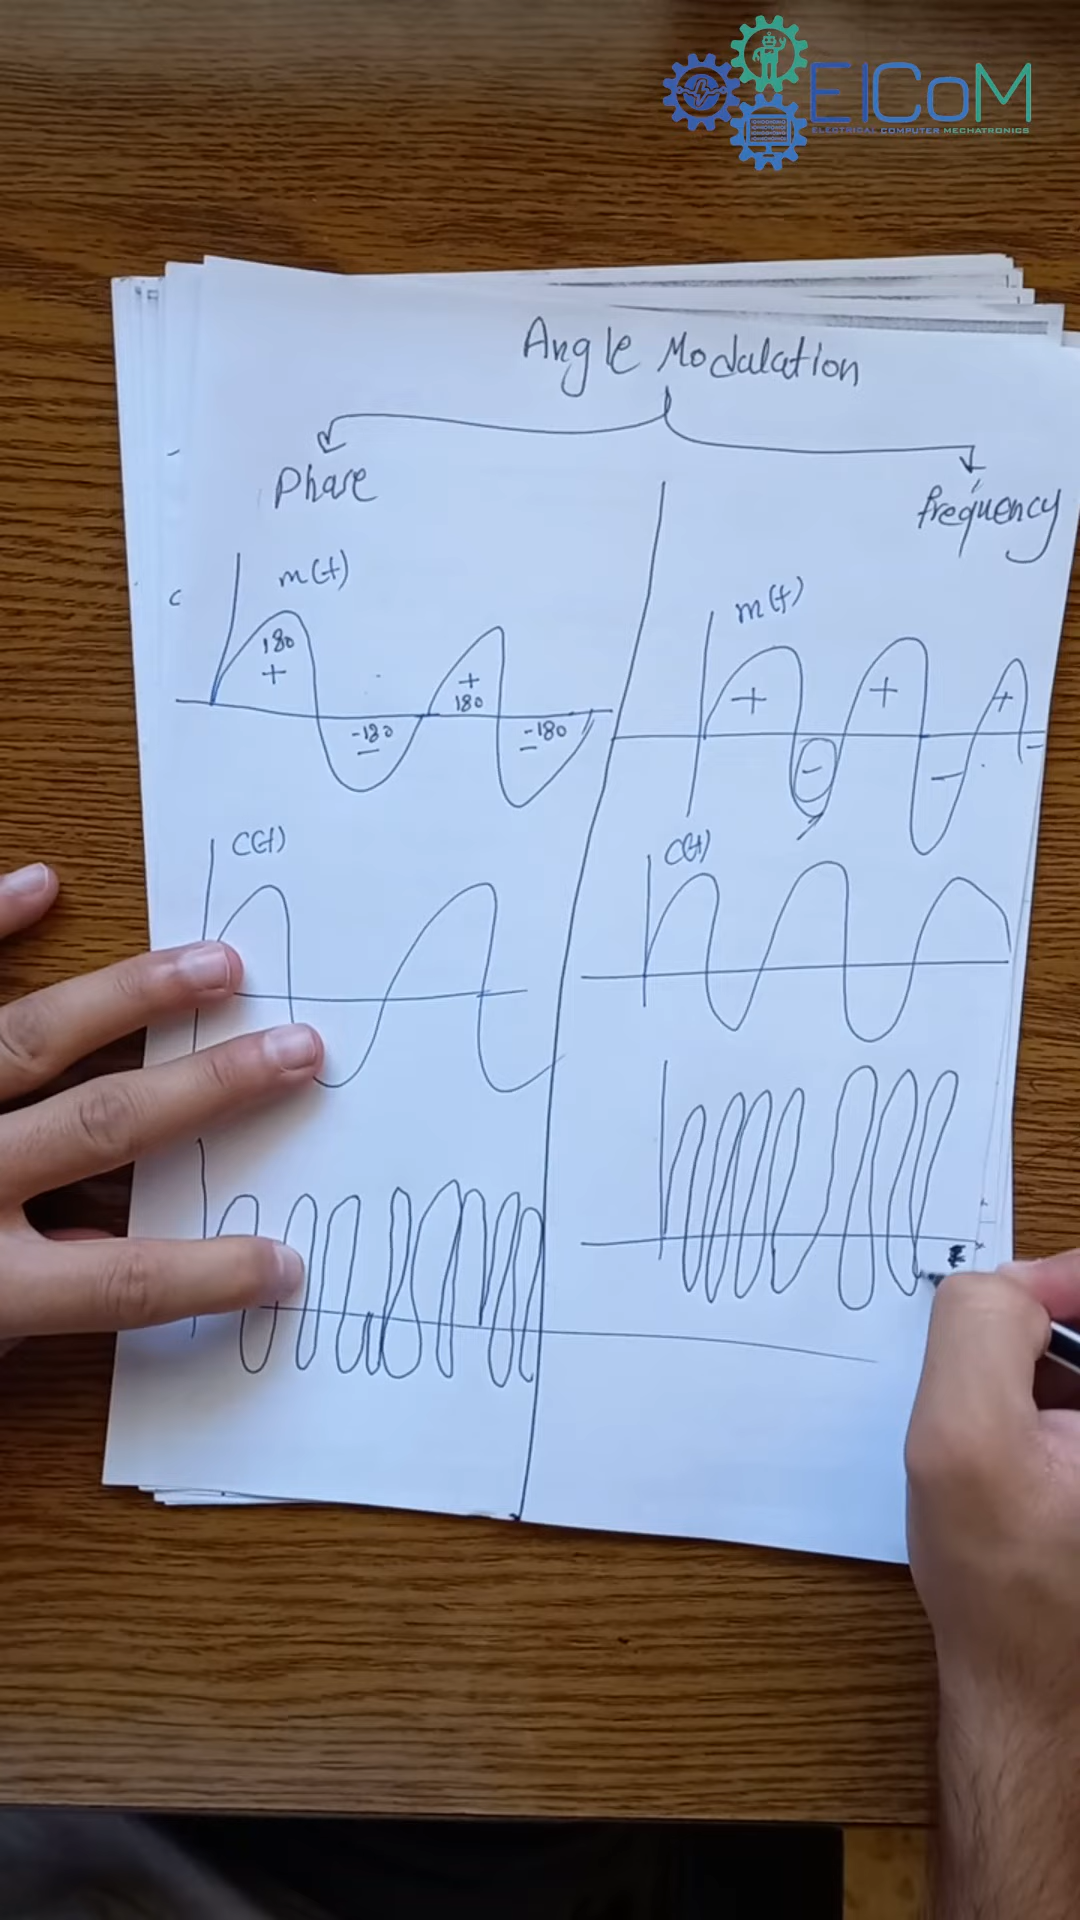 EICoM
ELECTRICAL COMPUTER MECHATRONICS
Angle Modulation
Phase
frequency
m(t)
180
+
-180
-
+
180
-180
-
m(t)
+
-
+
-
+
-
C(t)
C(t)